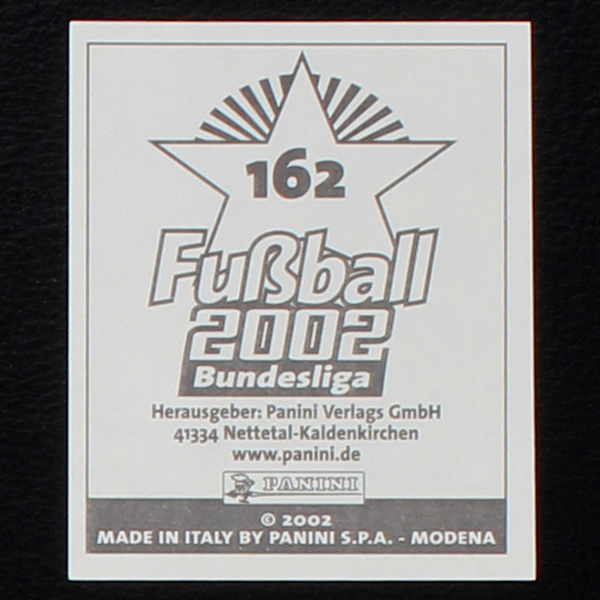 162
Fußball
2002
Bundesliga
Herausgeber: Panini Verlags GmbH
41334 Nettetal-Kaldenkirchen
www.panini.de
PANINI
© 2002
MADE IN ITALY BY PANINI S.P.A. - MODENA